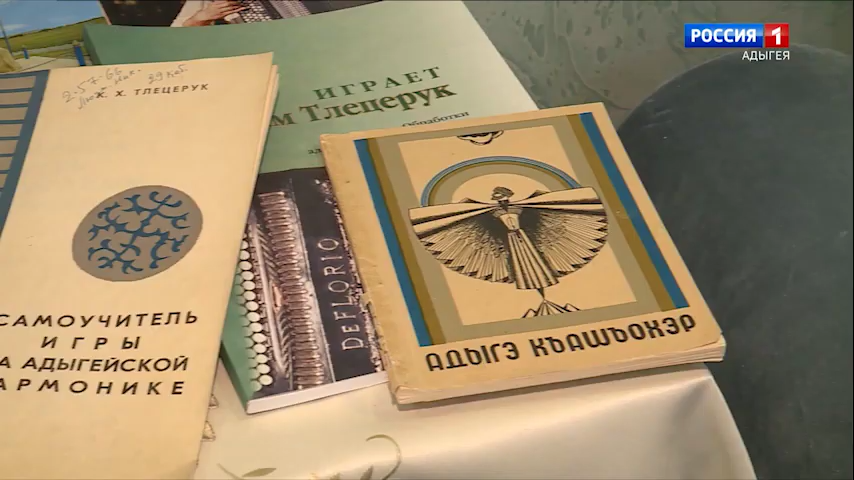 РОССИЯ 1
АДЫГЕЯ
Х. ТЛЕЦЕРУК
САМОУЧИТЕЛЬ
ИГРЫ
АДЫГЕЙСКОЙ
АРМОНИКЕ
ИГРАЕТ
м Тлецерук
Обработки
DEFLORIO
АДЫГЭ КЪАШЪОХЭР